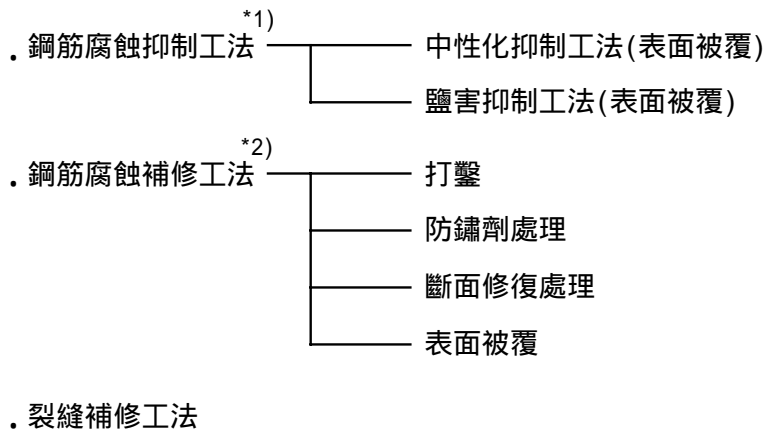 *1)
. 鋼筋腐蝕抑制工法 中性化抑制工法(表面被覆)
鹽害抑制工法(表面被覆)
*2)
. 鋼筋腐蝕補修工法 打鑿
防鏽劑處理
斷面修復處理
表面被覆
. 裂縫補修工法